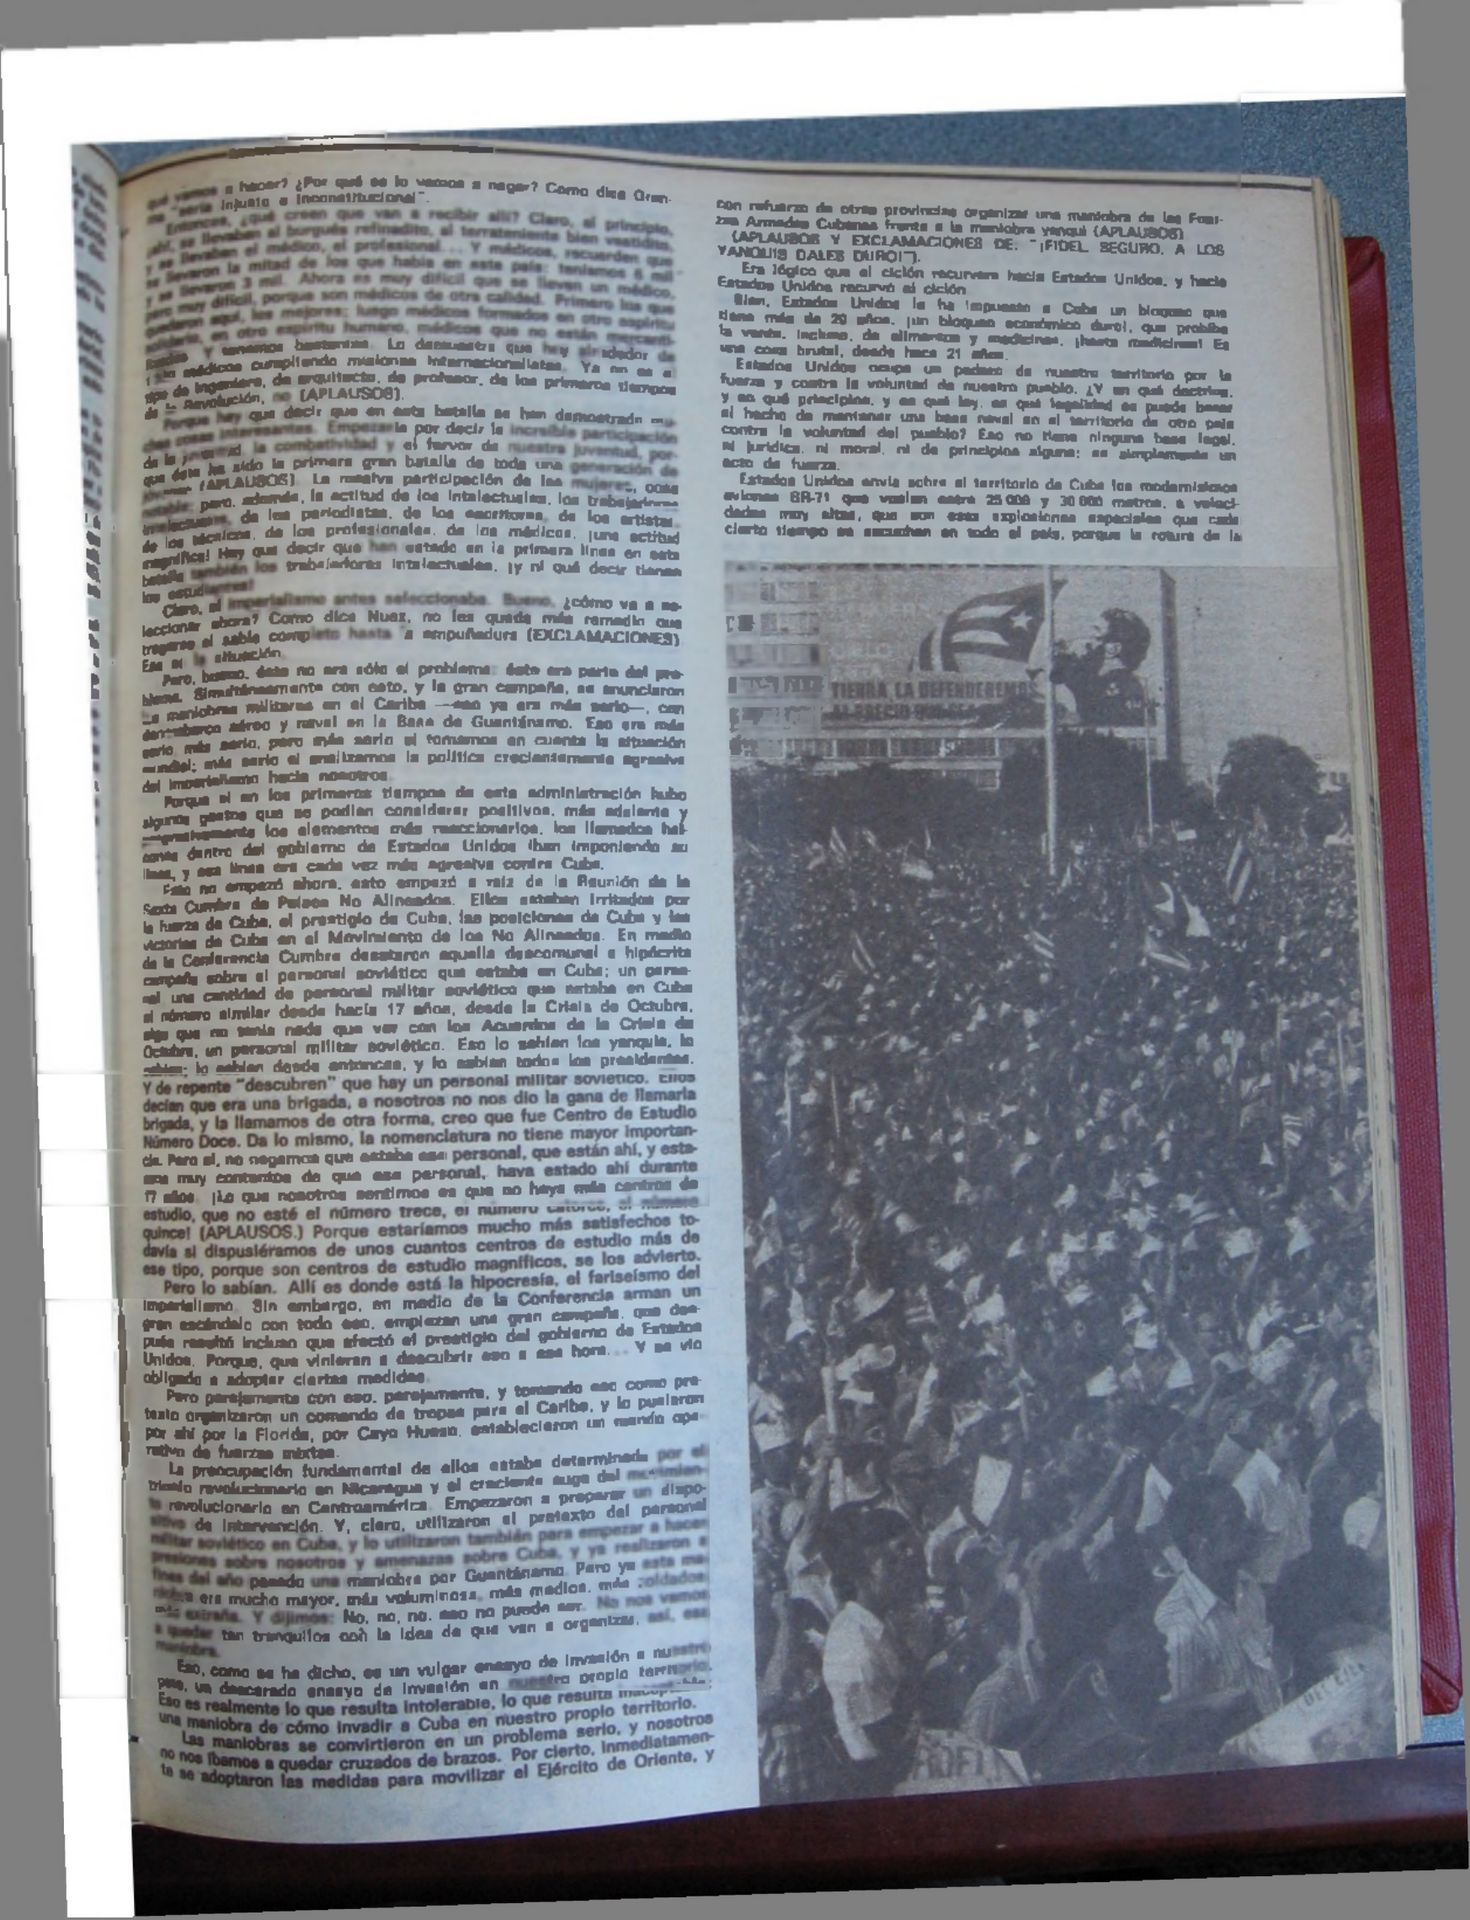 qué vamos a hacer? ¿Por qué se lo vamos a negar? Como dice Gran-
ma "sería injusto e inconstitucional".
Entonces, ¿qué creen que van a recibir allí? Claro, al principio,
ahí, se llevaban al burgués refinadito, al terrateniente bien vestidito,
y se llevaban el médico, el profesional... Y médicos, recuerden que
se llevaron la mitad de los que había en este país: teníamos 6 mil
y se llevaron 3 mil. Ahora es muy difícil que se lleven un médico,
pero muy difícil, porque son médicos de otra calidad. Primero los que
quedaron aquí, los mejores; luego médicos formados en otro espíritu
solidario, en otro espíritu humano, médicos que no están mercanti-
lizados. Y tenemos bastantes. Lo demuestra que hay alrededor de
médicos cumpliendo misiones internacionalistas. Ya no es el
tipo de ingeniero, de arquitecto, de profesor, de los primeros tiempos
de la Revolución, no (APLAUSOS).
Porque hay que decir que en esta batalla se han demostrado mu-
chas cosas interesantes. Empezaría por decir la increíble participación
de la juventud, la combatividad y el fervor de nuestra juventud, por-
que ésta ha sido la primera gran batalla de toda una generación de
jóvenes (APLAUSOS). La masiva participación de las mujeres, cosa
notable; pero, además, la actitud de los intelectuales, los trabajadores
intelectuales, de los periodistas, de los escritores, de los artistas,
de los técnicos, de los profesionales, de los médicos, ¡una actitud
magnífica! Hay que decir que han estado en la primera línea en esta
batalla también los trabajadores intelectuales, ¡y ni qué decir tienen
los estudiantes!
Claro, el imperialismo antes seleccionaba. Bueno, ¿cómo va a se-
leccionar ahora? Como dice Nuez, no les queda más remedio que
tragarse el sable completo hasta la empuñadura (EXCLAMACIONES)
Esa es la situación.
Pero, bueno, ése no era sólo el problema: éste era parte del pro-
blema. Simultáneamente con esto, y la gran campaña, se anunciaron
las maniobras militares en el Caribe —eso ya era más serio—, con
desembarco aéreo y naval en la Base de Guantánamo. Eso era más
serio, más serio, pero más serio si tomamos en cuenta la situación
mundial; más serio si analizamos la política crecientemente agresiva
del imperialismo hacia nosotros.
Porque si en los primeros tiempos de esta administración hubo
algunos gestos que se podían considerar positivos, más adelante y
progresivamente los elementos más reaccionarios, los llamados hal-
cones dentro del gobierno de Estados Unidos iban imponiendo su
línea, y esa línea era cada vez más agresiva contra Cuba.
Esto no empezó ahora, esto empezó a raíz de la Reunión de la
Sexta Cumbre de Países No Alineados. Ellos estaban irritados por
la fuerza de Cuba, el prestigio de Cuba, las posiciones de Cuba y las
victorias de Cuba en el Movimiento de los No Alineados. En medio
de la Conferencia Cumbre desataron aquella descomunal e hipócrita
campaña sobre el personal soviético que estaba en Cuba; un perso-
nal una cantidad de personal militar soviético que estaba en Cuba
el número similar desde hacía 17 años, desde la Crisis de Octubre,
algo que no tenía nada que ver con los Acuerdos de la Crisis de
Octubre, un personal militar soviético. Eso lo sabían los yanquis, lo
sabían; lo sabían desde entonces, y lo sabían todos los presidentes.
Y de repente "descubren" que hay un personal militar soviético. Ellos
decían que era una brigada, a nosotros no nos dio la gana de llamarla
brigada, y la llamamos de otra forma, creo que fue Centro de Estudio
Número Doce. Da lo mismo, la nomenclatura no tiene mayor importan-
cia. Pero sí, no negamos que estaba ese personal, que están ahí, y esta-
mos muy contentos de que ese personal, haya estado ahí durante
17 años. ¡Lo que nosotros sentimos es que no haya más centros de
estudio, que no esté el número trece, el número catorce, el número
quince! (APLAUSOS.) Porque estaríamos mucho más satisfechos to-
davía si dispusiéramos de unos cuantos centros de estudio más de
ese tipo, porque son centros de estudio magníficos, se los advierto.
Pero lo sabían. Allí es donde está la hipocresía, el fariseísmo del
imperialismo. Sin embargo, en medio de la Conferencia arman un
gran escándalo con todo eso, emplezan una gran campaña, que des-
pués resultó incluso que afectó el prestigio del gobierno de Estados
Unidos. Porque, que vinieran a descubrir eso a esa hora... Y se vio
obligado a adoptar ciertas medidas.
Pero parejamente con eso, parejamente, y tomando eso como pre-
texto organizaron un comando de tropas para el Caribe, y lo pusieron
por ahí por la Florida, por Cayo Hueso, establecieron un mando ope-
rativo de fuerzas mixtas.
La preocupación fundamental de ellos estaba determinada por el
triunfo revolucionario en Nicaragua y el creciente auge del movimien-
to revolucionario en Centroamérica. Empezaron a preparar un dispo-
sitivo de intervención. Y, claro, utilizaron el pretexto del personal
militar soviético en Cuba, y lo utilizaron también para empezar a hacer
presiones sobre nosotros y amenazas sobre Cuba, y ya realizaron a
fines del año pasado una maniobra por Guantánamo. Pero ya esta ma-
niobra era mucho mayor, más voluminosa, más medios, más soldados,
más extraña. Y dijimos: No, no, no, eso no puede ser. No nos vamos
a quedar tan tranquilos con la idea de que van a organizar, así, esa
maniobra.
Eso, como se ha dicho, es un vulgar ensayo de invasión a nuestro
país, un descarado ensayo de invasión en nuestro propio territorio.
Eso es realmente lo que resulta intolerable, lo que resulta inaceptable:
una maniobra de cómo invadir a Cuba en nuestro propio territorio.
Las maniobras se convirtieron en un problema serio, y nosotros
no nos íbamos a quedar cruzados de brazos. Por cierto, inmediatamen-
te se adoptaron las medidas para movilizar el Ejército de Oriente, y
con refuerzo de otras provincias organizar una maniobra de las Fuer-
zas Armadas Cubanas frente a la maniobra yanqui (APLAUSOS)
(APLAUSOS Y EXCLAMACIONES DE: "¡FIDEL SEGURO, A LOS
YANQUIS DALES DURO!").
Era lógico que el ciclón recurvara hacia Estados Unidos, y hacia
Estados Unidos recurvó el ciclón.
Bien, Estados Unidos le ha impuesto a Cuba un bloqueo que
tiene más de 20 años, ¡un bloqueo económico duro!, que prohíbe
la venta, incluso, de alimentos y medicinas, ¡hasta medicinas! Es
una cosa brutal, desde hace 21 años.
Estados Unidos ocupa un pedazo de nuestro territorio por la
fuerza y contra la voluntad de nuestro pueblo. ¿Y en qué doctrina,
y en qué principios, y en qué ley, en qué legalidad se puede basar
el hecho de mantener una base naval en el territorio de otro país
contra la voluntad del pueblo? Eso no tiene ninguna base legal,
ni jurídica, ni moral, ni de principios alguna; es simplemente un
acto de fuerza.
Estados Unidos envía sobre el territorio de Cuba los modernísimos
aviones SR-71 que vuelan entre 25 000 y 30 000 metros, a veloci-
dades muy altas, que son esas explosiones espaciales que cada
cierto tiempo se escuchan en todo el país, porque la rotura de la
TIERRA LA DEFENDEREMOS
AL PRECIO QUE SEA